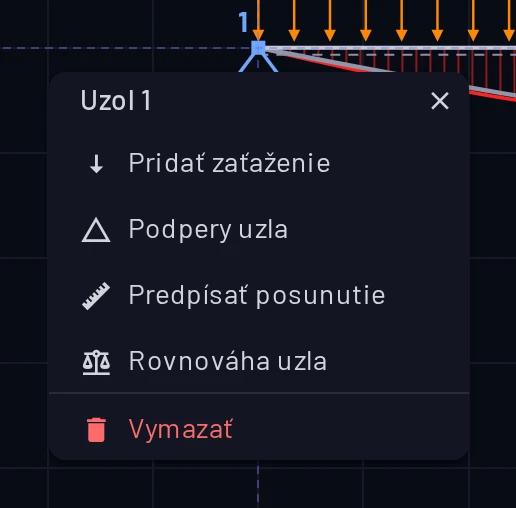 1
Uzol 1
Pridať zaťaženie
Podpery uzla
Predpísať posunutie
Rovnováha uzla
Vymazať